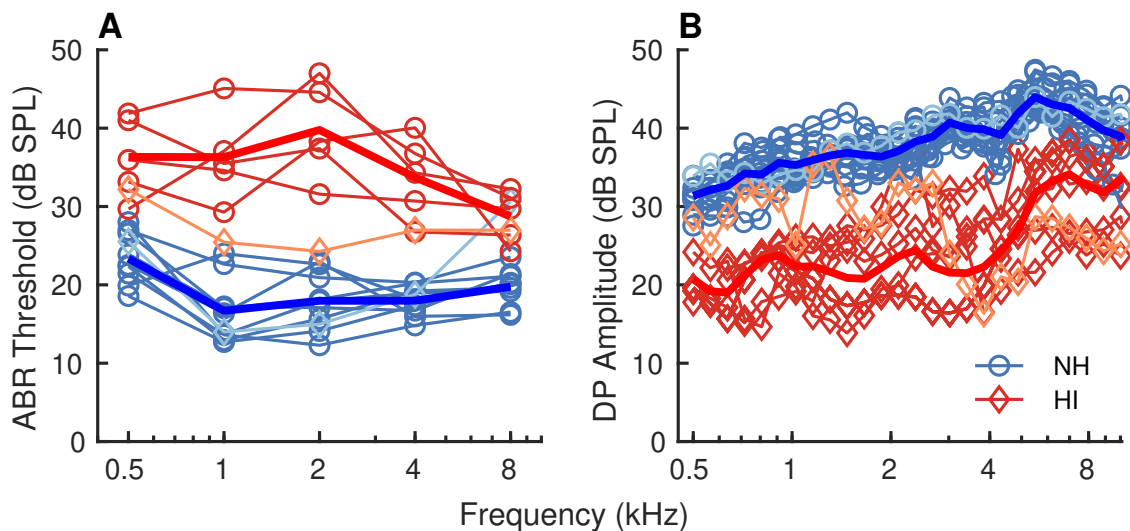 A
B
ABR Threshold (dB SPL)
50
40
30
20
10
0
0.5 1 2 4 8
DP Amplitude (dB SPL)
50
40
30
20
10
0
0.5 1 2 4 8
NH
HI
Frequency (kHz)